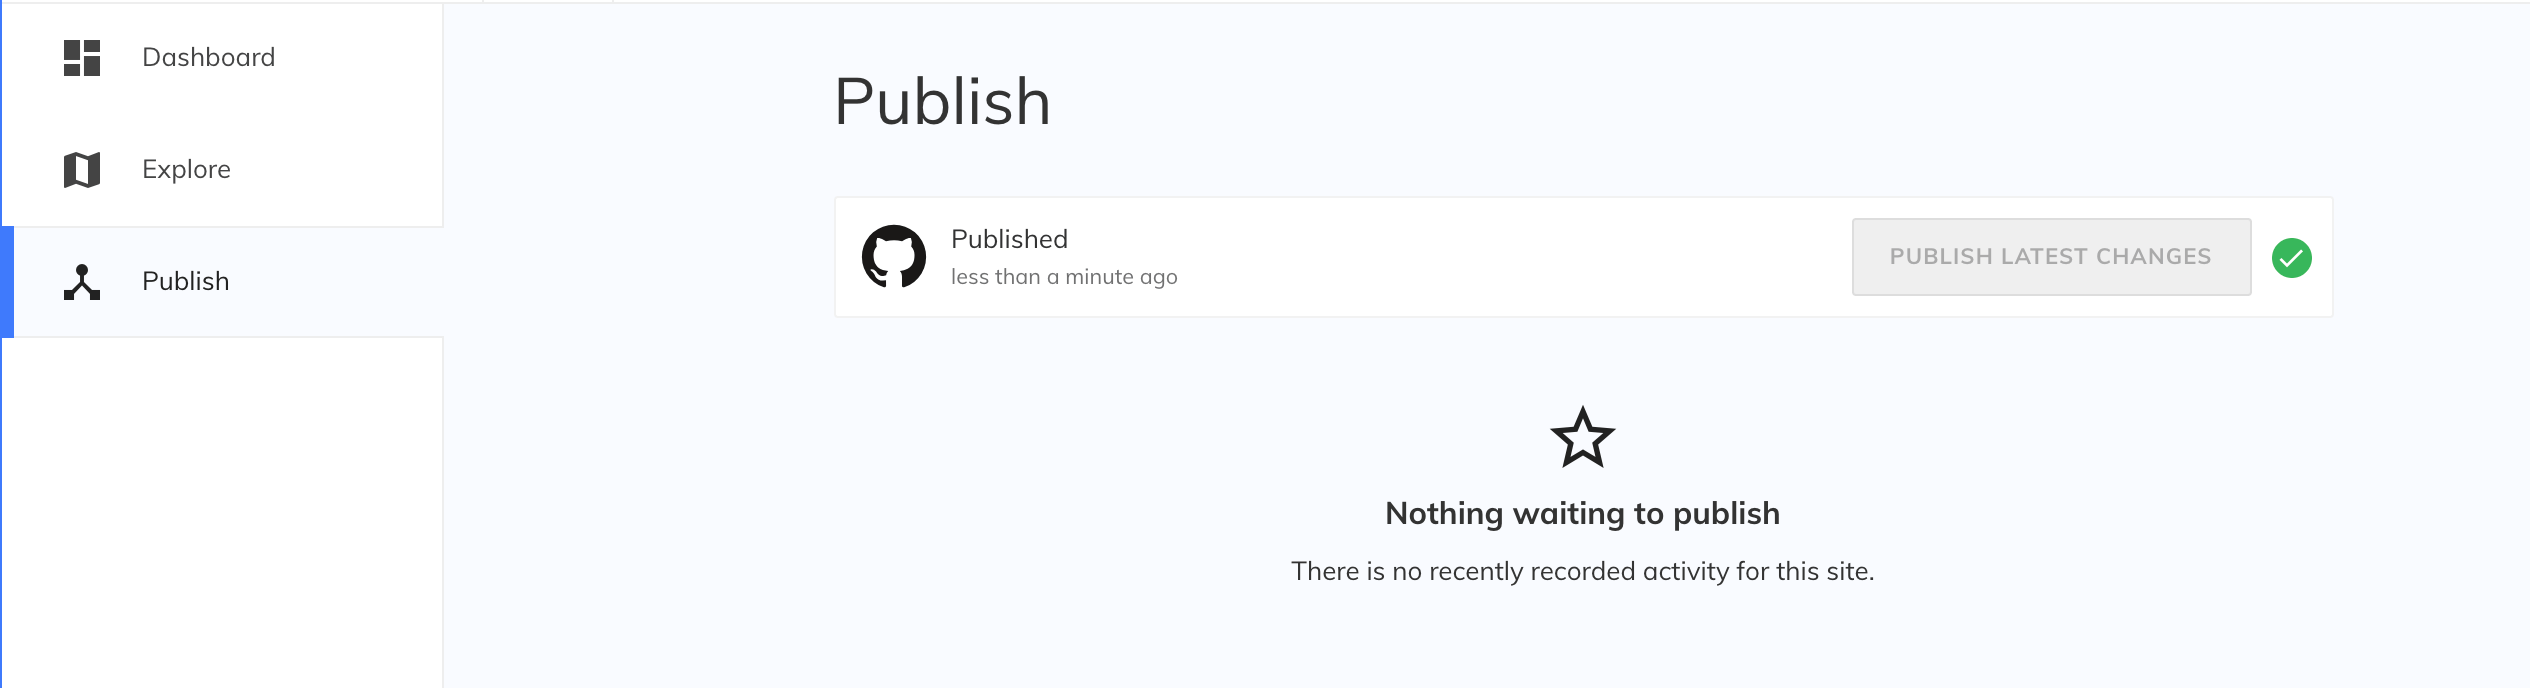 Dashboard
Explore
Publish
Publish
Published
less than a minute ago
PUBLISH LATEST CHANGES
Nothing waiting to publish
There is no recently recorded activity for this site.